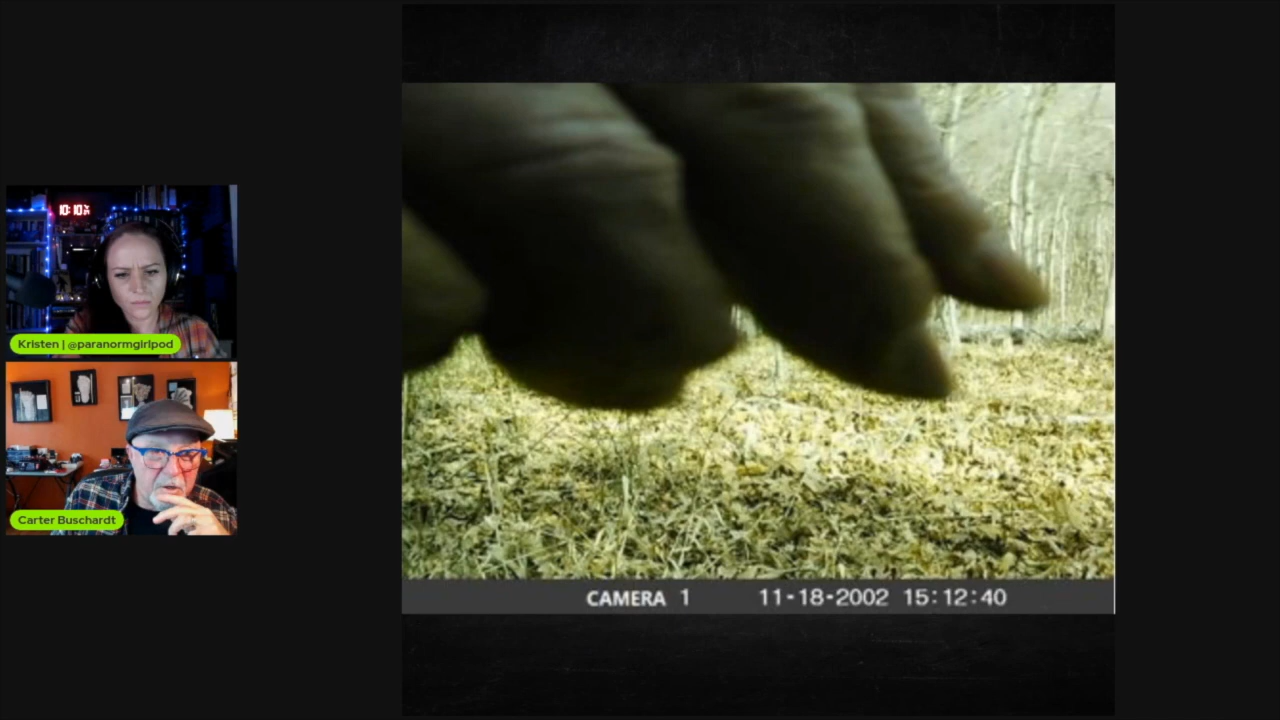 10:10
Kristen | @paranormgirlpod
Carter Buschardt
CAMERA 1 11-18-2002 15:12:40